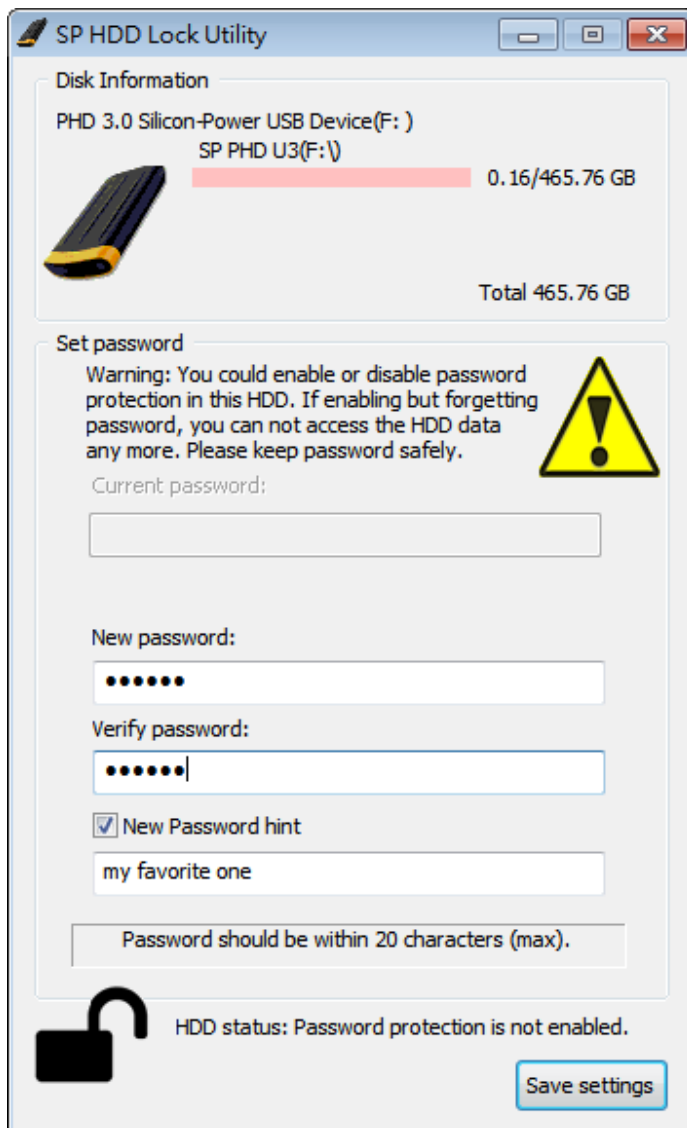 SP HDD Lock Utility
Disk Information
PHD 3.0 Silicon-Power USB Device(F: )
SP PHD U3(F:\)
0.16/465.76 GB
Total 465.76 GB
Set password
Warning: You could enable or disable password
protection in this HDD. If enabling but forgetting
password, you can not access the HDD data
any more. Please keep password safely.
Current password:
New password:
••••••
Verify password:
••••••
New Password hint
my favorite one
Password should be within 20 characters (max).
HDD status: Password protection is not enabled.
Save settings